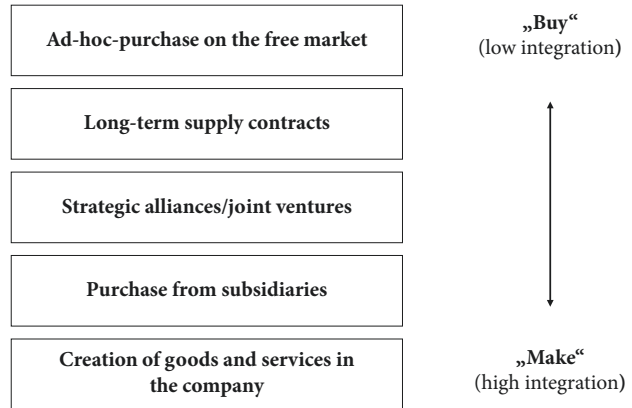 Ad-hoc-purchase on the free market
„Buy“
(low integration)
Long-term supply contracts
Strategic alliances/joint ventures
Purchase from subsidiaries
Creation of goods and services in
the company
„Make“
(high integration)